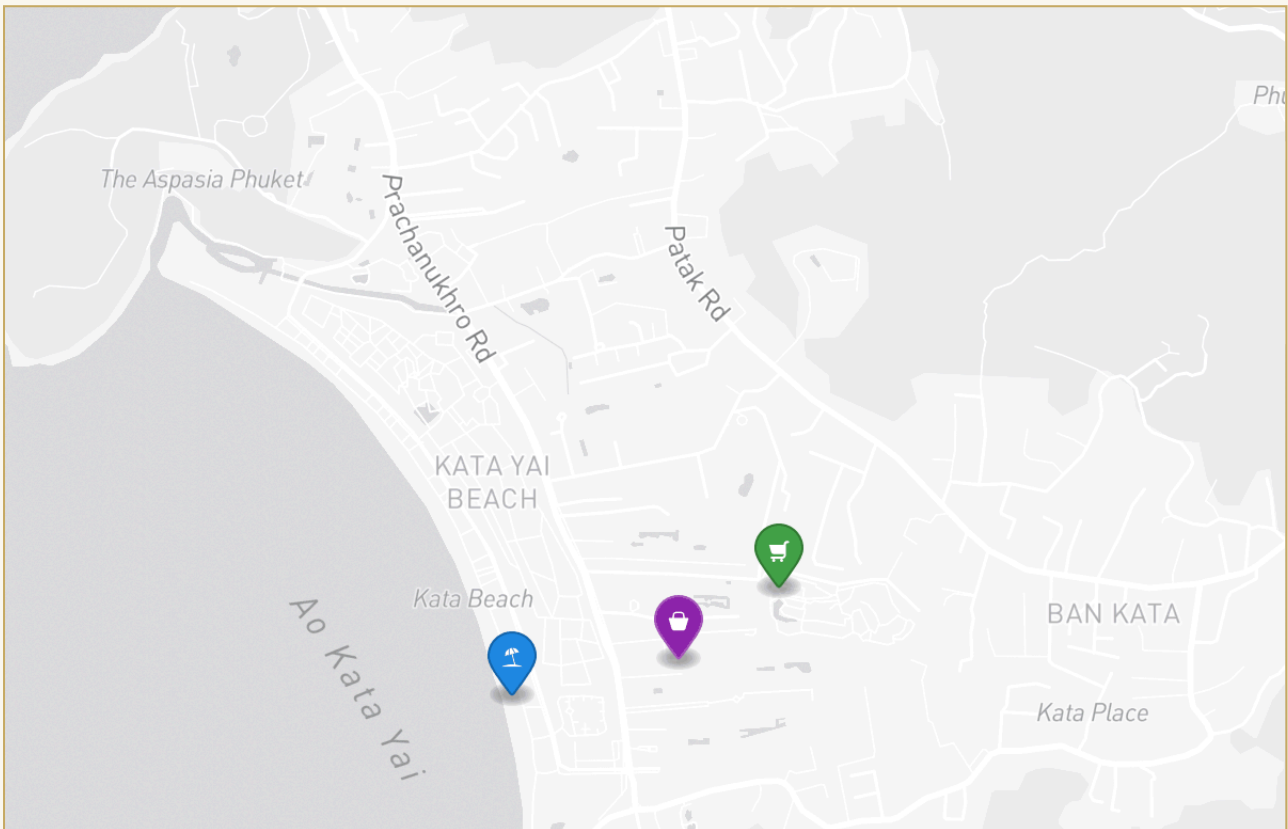 Phu
The Aspasia Phuket
Prachanukhro Rd
Patak Rd
KATA YAI
BEACH
Kata Beach
Ao Kata Yai
BAN KATA
Kata Place